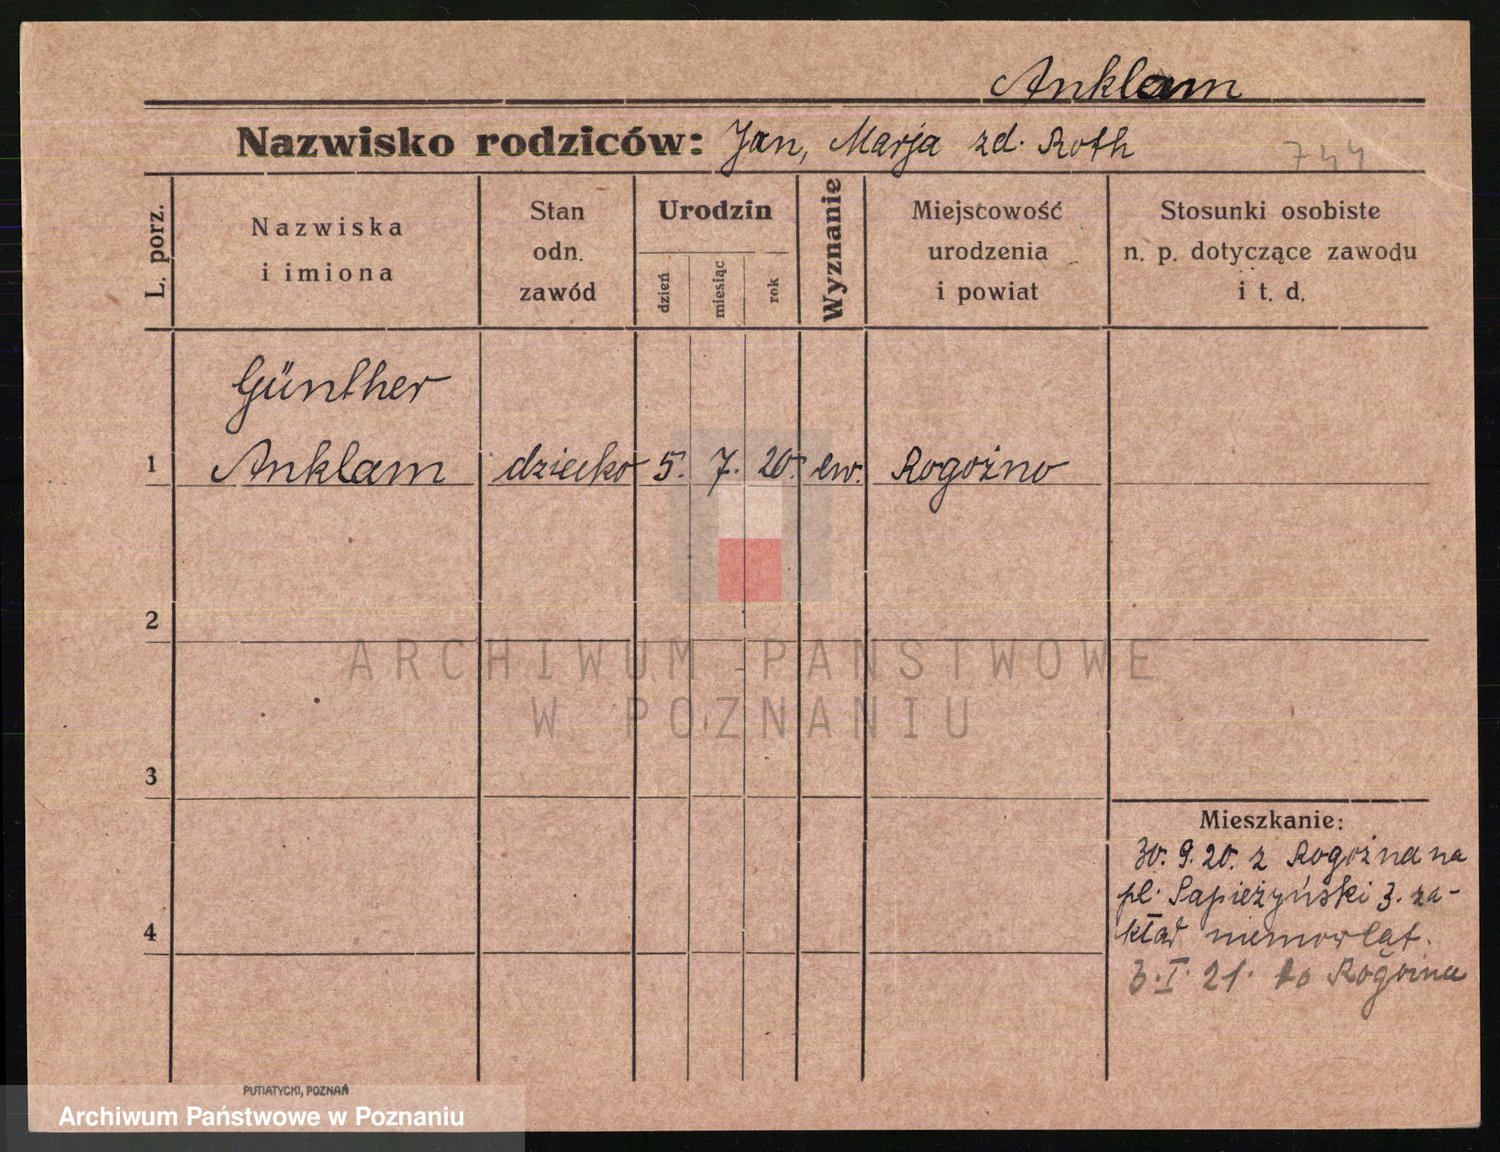 Anklam
Nazwisko rodziców: Jan, Marja zd. Roth
744
L. porz.
Nazwiska
i imiona
Stan
odn.
zawód
Urodzin
dzień
miesiąc
rok
Wyznanie
Miejscowość
urodzenia
i powiat
Stosunki osobiste
n. p. dotyczące zawodu
i t. d.
Günther
1 Anklam dziecko 5. 7. 20. ew. Rogoźno
2
3
4
Mieszkanie:
30. 9. 20. z Rogoźna na
pl. Sapieżyński 3. za-
kład niemowląt.
3. I. 21. do Rogoźna
ARCHIWUM PAŃSTWOWE
W POZNANIU
PUTIATYCKI, POZNAŃ
Archiwum Państwowe w Poznaniu